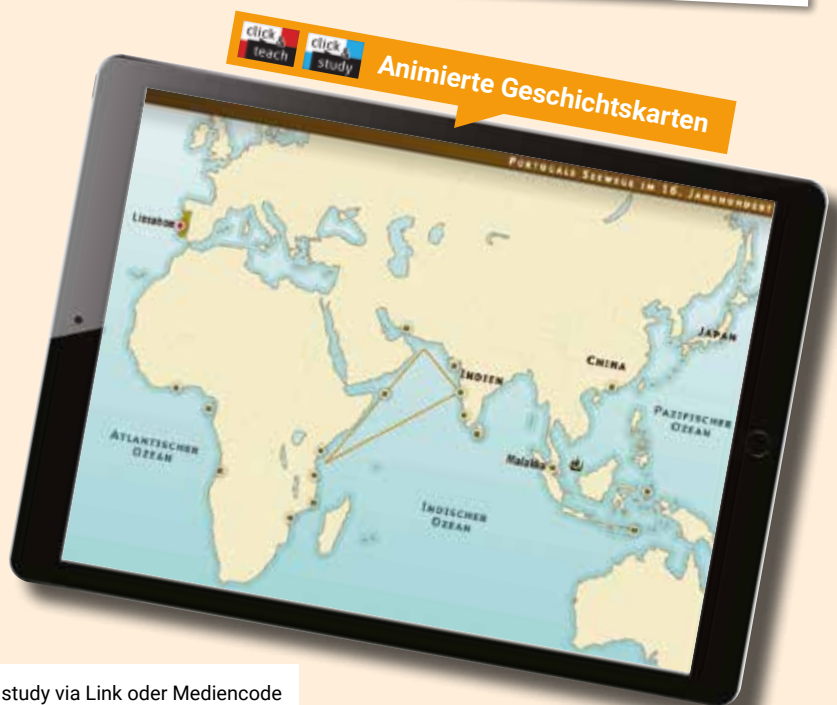 click &
teach
click &
study
Animierte Geschichtskarten
PORTUGALS SEEWEGE IM 16. JAHRHUNDERT
Lissabon
JAPAN
CHINA
INDIEN
PAZIFISCHER
OZEAN
ATLANTISCHER
OZEAN
Malakka
INDISCHER
OZEAN
study via Link oder Mediencode